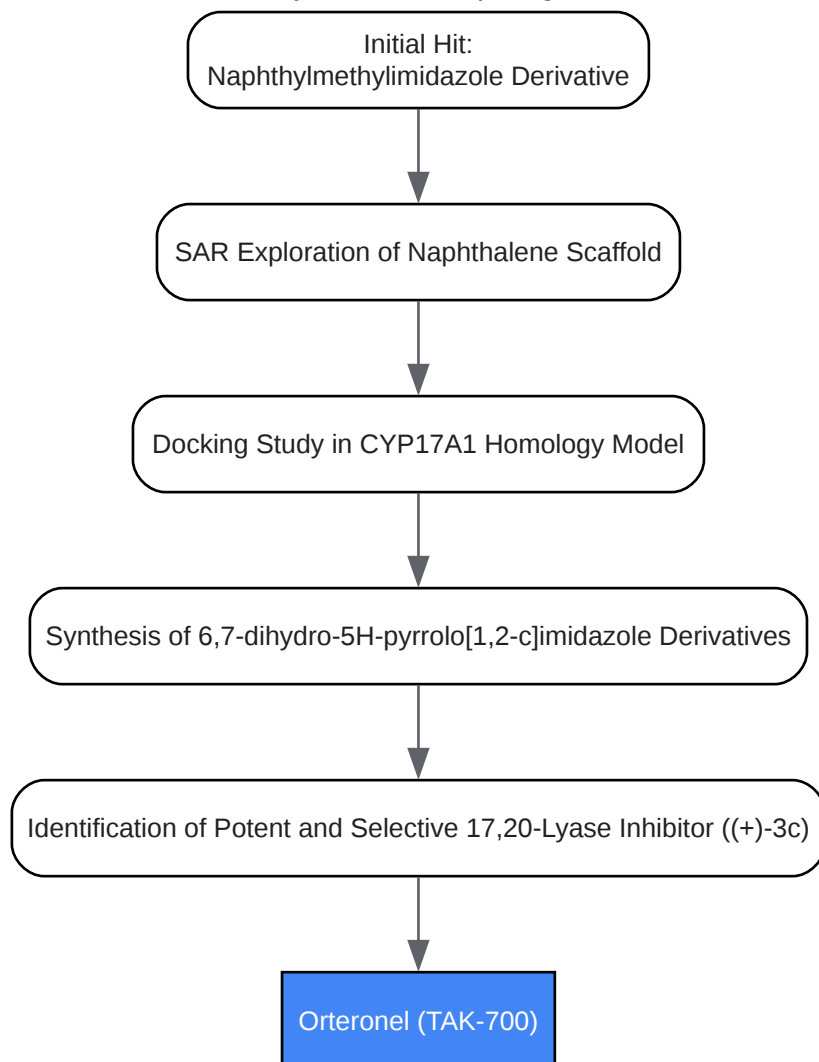 Initial Hit:
Naphthylmethylimidazole Derivative
SAR Exploration of Naphthalene Scaffold
Docking Study in CYP17A1 Homology Model
Synthesis of 6,7-dihydro-5H-pyrrolo[1,2-c]imidazole Derivatives
Identification of Potent and Selective 17,20-Lyase Inhibitor ((+)-3c)
Orteronel (TAK-700)